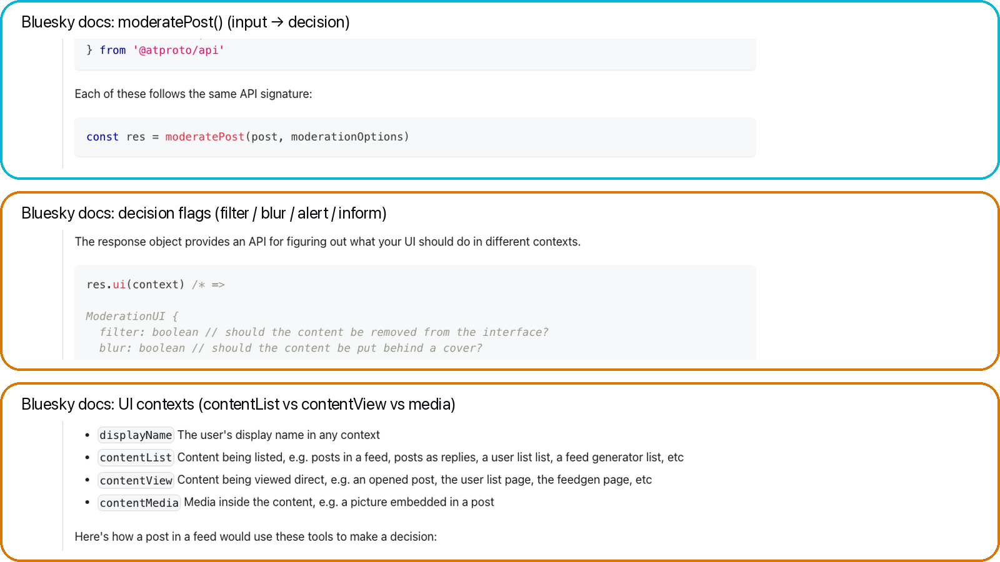 Bluesky docs: moderatePost() (input → decision)
} from '@atproto/api'
Each of these follows the same API signature:
const res = moderatePost(post, moderationOptions)
Bluesky docs: decision flags (filter / blur / alert / inform)
The response object provides an API for figuring out what your UI should do in different contexts.
res.ui(context) /* =>
ModerationUI {
filter: boolean // should the content be removed from the interface?
blur: boolean // should the content be put behind a cover?
Bluesky docs: UI contexts (contentList vs contentView vs media)
• displayName The user's display name in any context
• contentList Content being listed, e.g. posts in a feed, posts as replies, a user list list, a feed generator list, etc
• contentView Content being viewed direct, e.g. an opened post, the user list page, the feedgen page, etc
• contentMedia Media inside the content, e.g. a picture embedded in a post
Here's how a post in a feed would use these tools to make a decision: